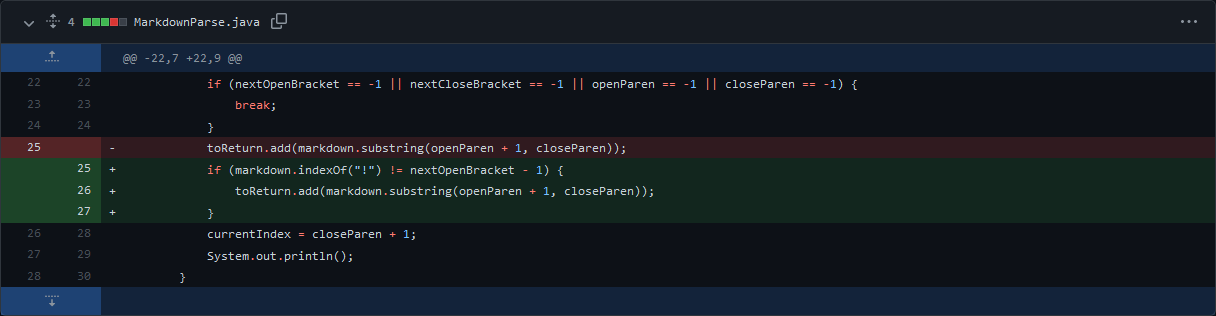 4 MarkdownParse.java
@@ -22,7 +22,9 @@
22 22 if (nextOpenBracket == -1 || nextCloseBracket == -1 || openParen == -1 || closeParen == -1) {
23 23 break;
24 24 }
25 - toReturn.add(markdown.substring(openParen + 1, closeParen));
25 + if (markdown.indexOf("!") != nextOpenBracket - 1) {
26 + toReturn.add(markdown.substring(openParen + 1, closeParen));
27 + }
26 28 currentIndex = closeParen + 1;
27 29 System.out.println();
28 30 }